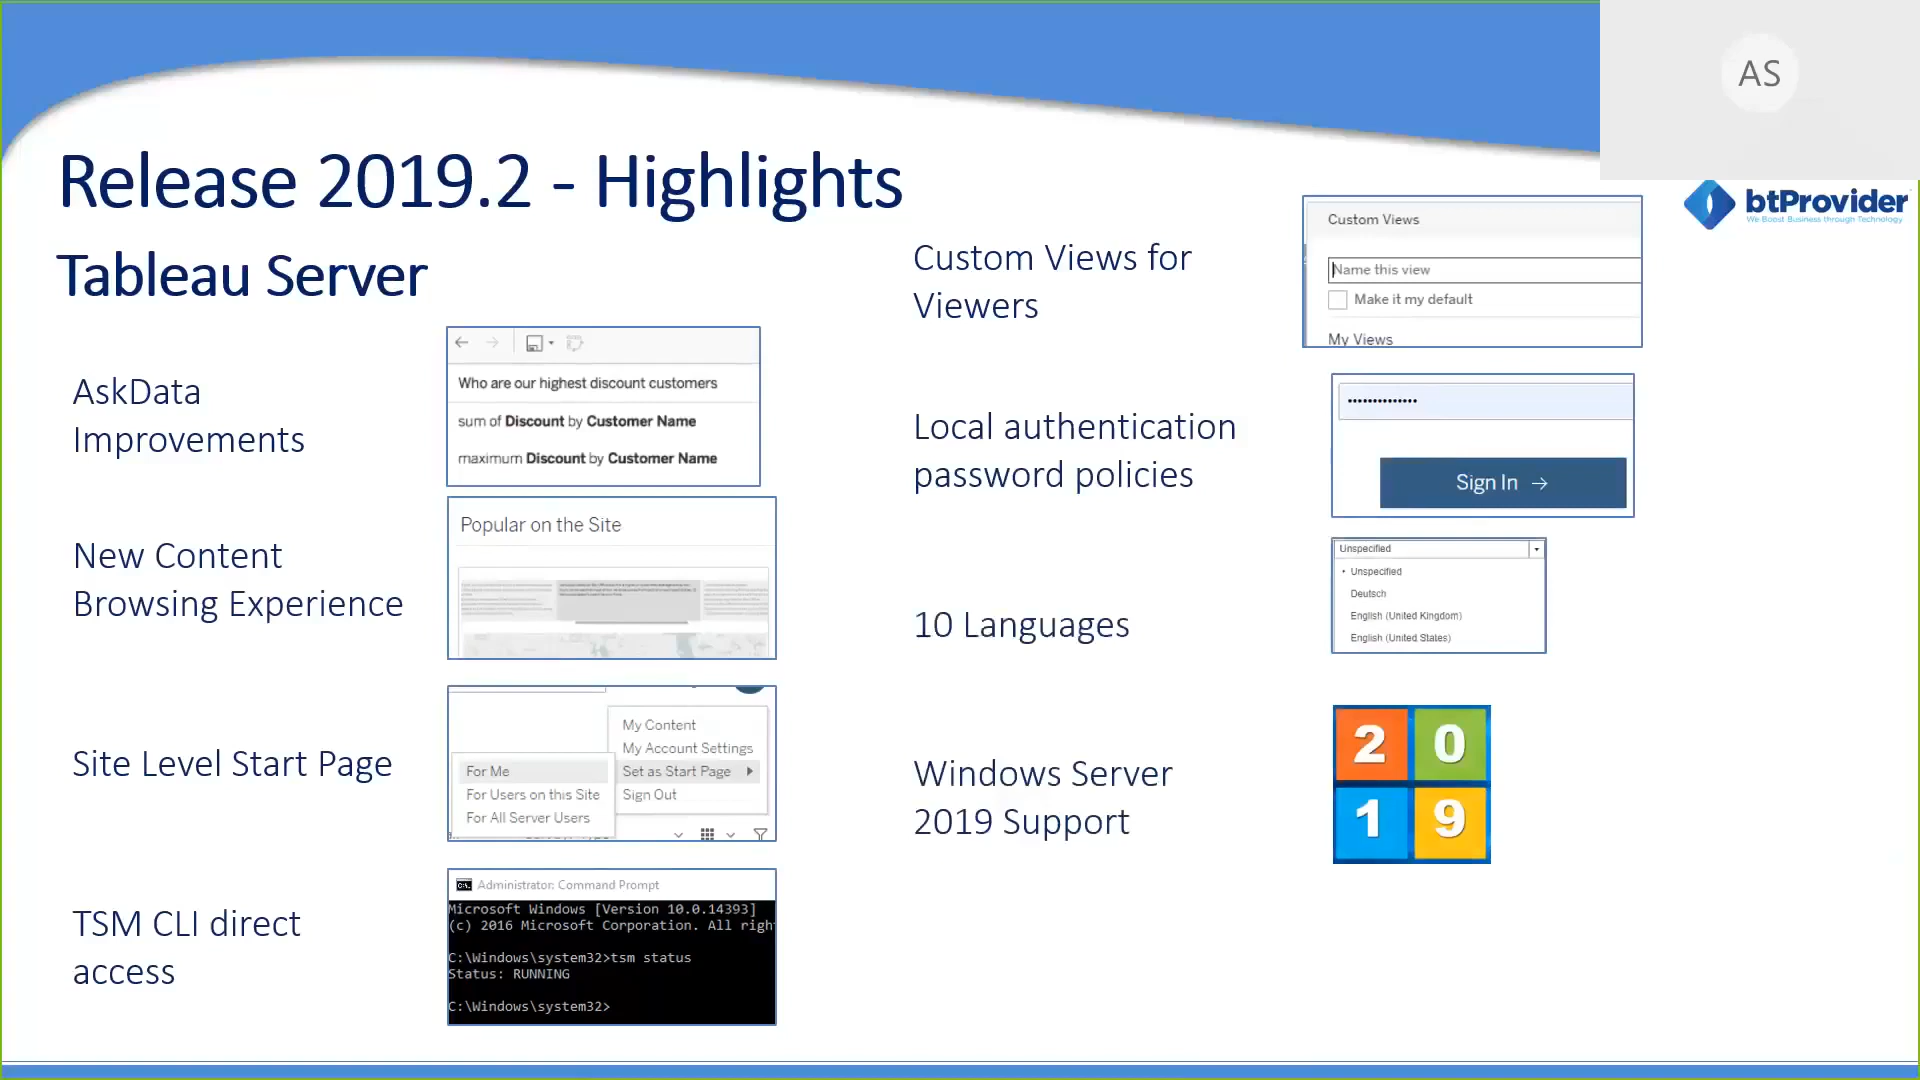 AS
btProvider
We Boost Business through Technology
Release 2019.2 - Highlights
Tableau Server
AskData
Improvements
Who are our highest discount customers
sum of Discount by Customer Name
maximum Discount by Customer Name
New Content
Browsing Experience
Popular on the Site
Site Level Start Page
My Content
My Account Settings
Set as Start Page
Sign Out
For Me
For Users on this Site
For All Server Users
TSM CLI direct
access
Administrator: Command Prompt
Microsoft Windows [Version 10.0.14393]
(c) 2016 Microsoft Corporation. All righ
C:\Windows\system32>tsm status
Status: RUNNING
C:\Windows\system32>
Custom Views for
Viewers
Custom Views
Name this view
Make it my default
My Views
Local authentication
password policies
••••••••••••••
Sign In →
10 Languages
Unspecified
Unspecified
Deutsch
English (United Kingdom)
English (United States)
Windows Server
2019 Support
2 0
1 9